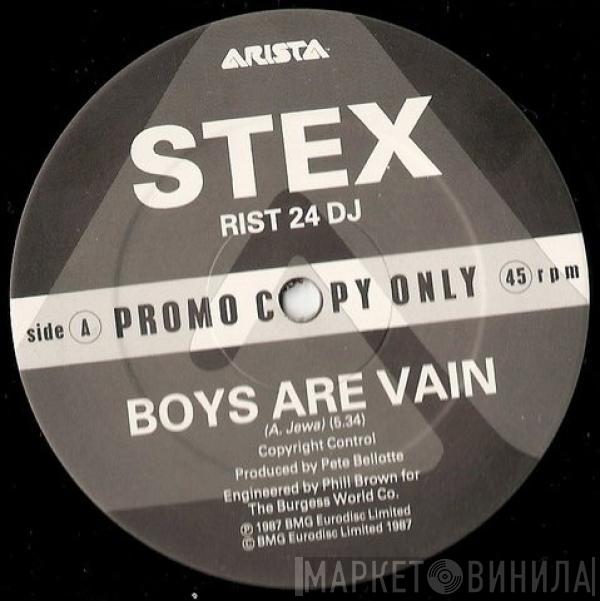 ARISTA
STEX
RIST 24 DJ
side A PROMO COPY ONLY 45 rpm
BOYS ARE VAIN
(A. Jewa) (5.34)
Copyright Control
Produced by Pete Bellotte
Engineered by Phill Brown for
The Burgess World Co.
Ⓟ 1987 BMG Eurodisc Limited
© BMG Eurodisc Limited 1987
МАРКЕТ ВИНИЛА